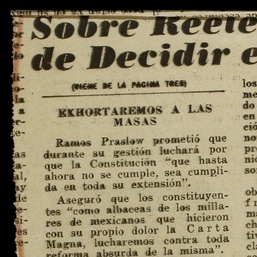 Sobre Reele
de Decidir e
(VIENE DE LA PAGINA TRES)
EXHORTAREMOS A LAS
MASAS
Ramos Praslow prometió que
durante su gestión luchará por
que la Constitución "que hasta
ahora no se cumple, sea cumpli-
da en toda su extensión".
Aseguró que los constituyen-
tes "como albaceas de los milla-
res de mexicanos que hicieron
con su propio dolor la Carta
Magna, lucharemos contra toda
reforma absurda de la misma".